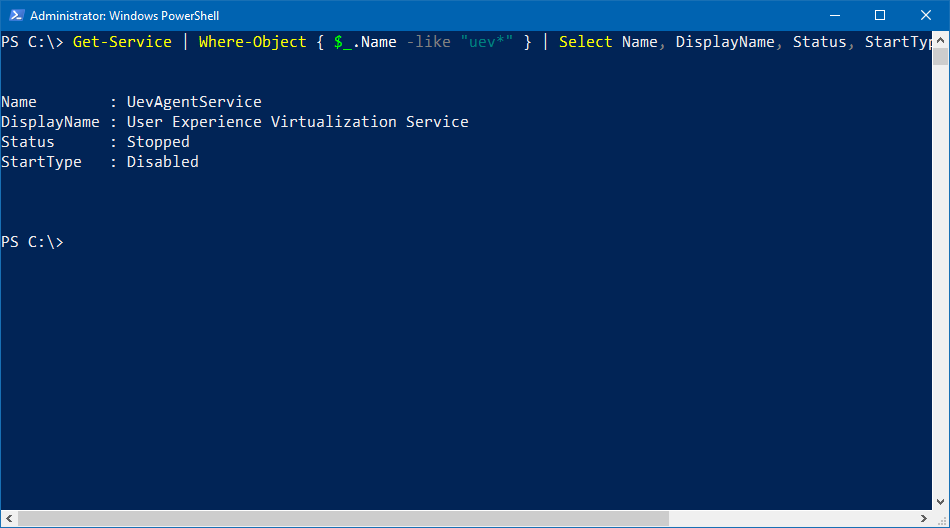 Administrator: Windows PowerShell
PS C:\> Get-Service | Where-Object { $_.Name -like "uev*" } | Select Name, DisplayName, Status, StartTyp
Name        : UevAgentService
DisplayName : User Experience Virtualization Service
Status      : Stopped
StartType   : Disabled
PS C:\>